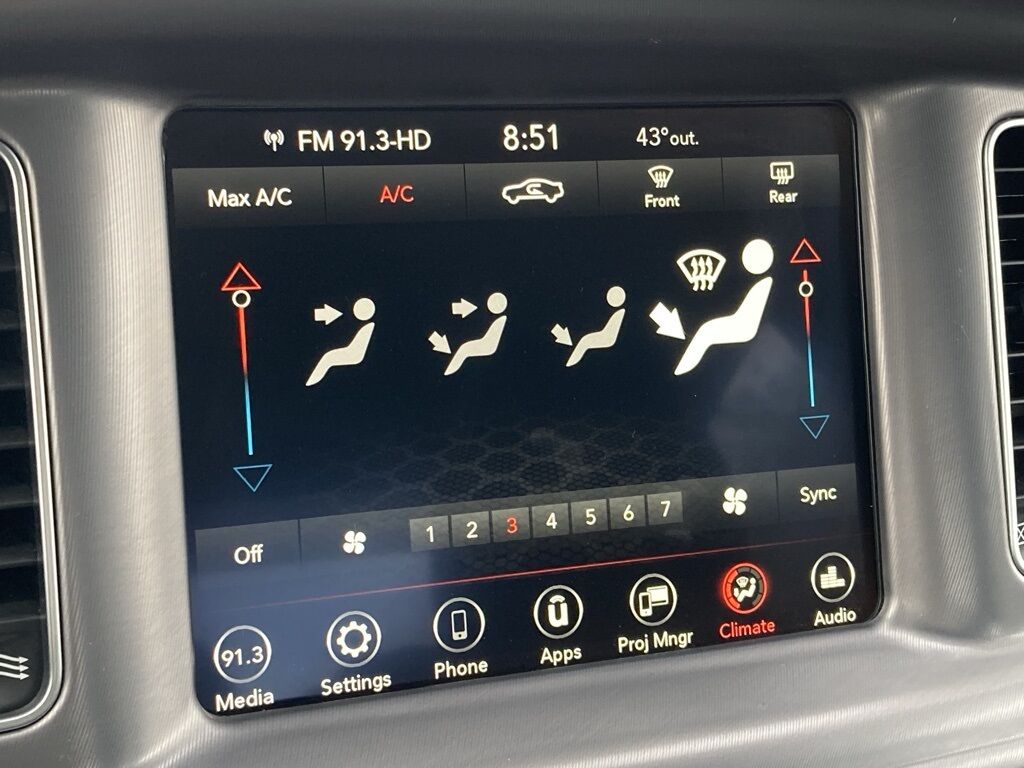 FM 91.3-HD 8:51 43° out.
Max A/C A/C Front Rear
Off 1 2 3 4 5 6 7 Sync
91.3
Media Settings Phone Apps Proj Mngr Climate Audio